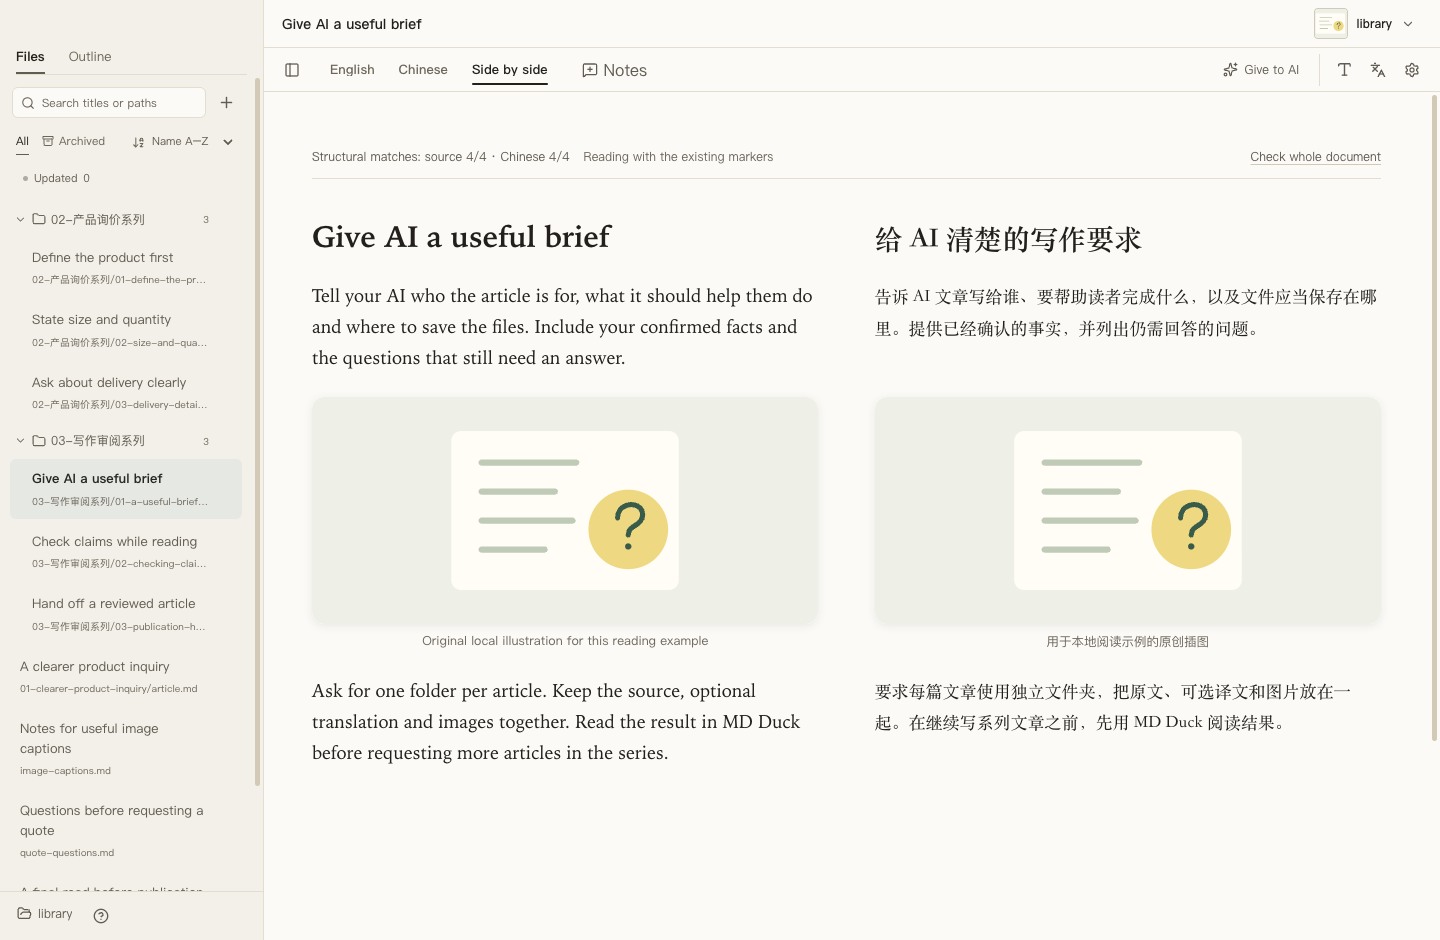 Give AI a useful brief
library
Files
Outline
English
Chinese
Side by side
Notes
Give to AI
Search titles or paths
All
Archived
Name A–Z
Updated 0
02-产品询价系列
3
Define the product first
02-产品询价系列/01-define-the-pr...
State size and quantity
02-产品询价系列/02-size-and-qua...
Ask about delivery clearly
02-产品询价系列/03-delivery-detai...
03-写作审阅系列
3
Give AI a useful brief
03-写作审阅系列/01-a-useful-brief...
Check claims while reading
03-写作审阅系列/02-checking-clai...
Hand off a reviewed article
03-写作审阅系列/03-publication-h...
A clearer product inquiry
01-clearer-product-inquiry/article.md
Notes for useful image
captions
image-captions.md
Questions before requesting a
quote
quote-questions.md
library
Structural matches: source 4/4 · Chinese 4/4
Reading with the existing markers
Check whole document
Give AI a useful brief
Tell your AI who the article is for, what it should help them do
and where to save the files. Include your confirmed facts and
the questions that still need an answer.
?
Original local illustration for this reading example
Ask for one folder per article. Keep the source, optional
translation and images together. Read the result in MD Duck
before requesting more articles in the series.
给 AI 清楚的写作要求
告诉 AI 文章写给谁、要帮助读者完成什么，以及文件应当保存在哪
里。提供已经确认的事实，并列出仍需回答的问题。
?
用于本地阅读示例的原创插图
要求每篇文章使用独立文件夹，把原文、可选译文和图片放在一
起。在继续写系列文章之前，先用 MD Duck 阅读结果。